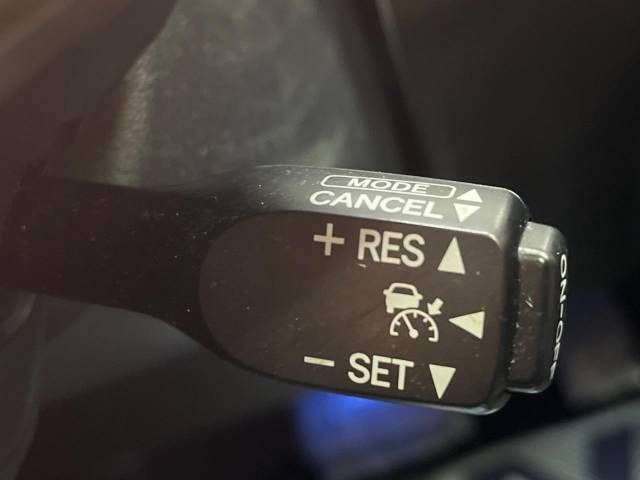 MODE
CANCEL
+ RES
- SET
ON-OFF